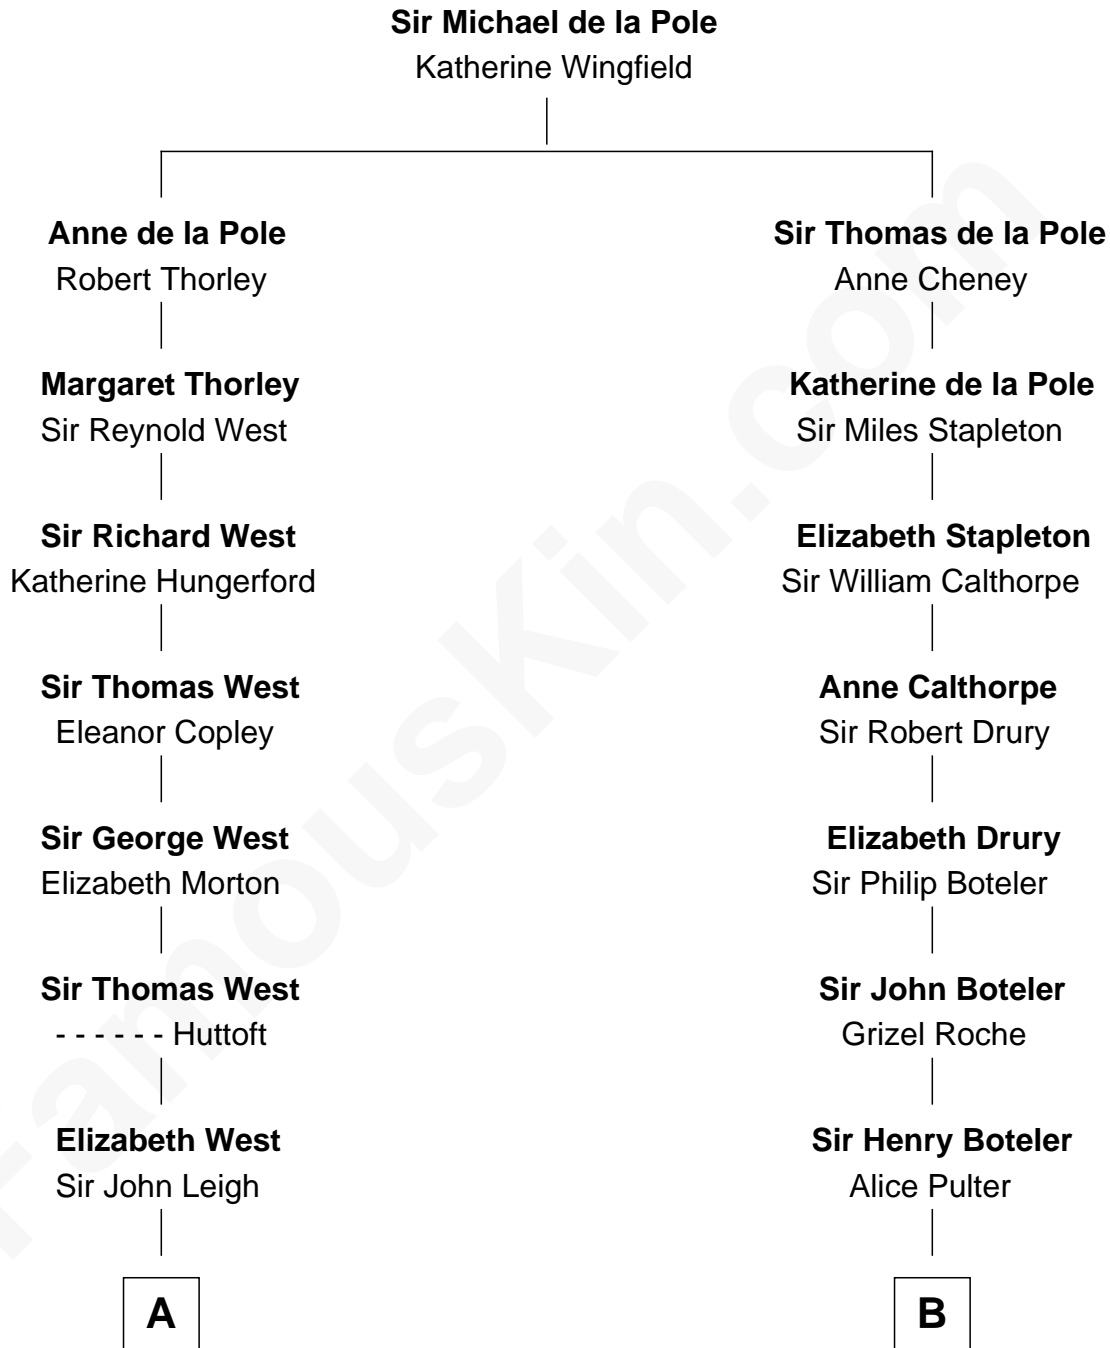 Sir Michael de la Pole
Katherine Wingfield
Anne de la Pole
Robert Thorley
Sir Thomas de la Pole
Anne Cheney
Margaret Thorley
Sir Reynold West
Katherine de la Pole
Sir Miles Stapleton
Sir Richard West
Katherine Hungerford
Elizabeth Stapleton
Sir William Calthorpe
Sir Thomas West
Eleanor Copley
Anne Calthorpe
Sir Robert Drury
Sir George West
Elizabeth Morton
Elizabeth Drury
Sir Philip Boteler
Sir Thomas West
- - - - - - Huttoft
Sir John Boteler
Grizel Roche
Elizabeth West
Sir John Leigh
Sir Henry Boteler
Alice Pulter
A
B
FamousKin.com